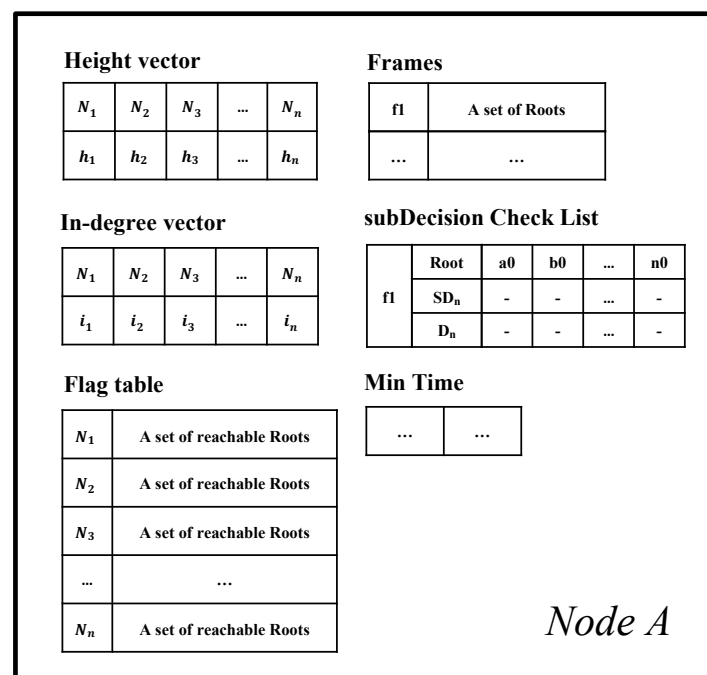 Height vector
N₁ N₂ N₃ ... Nₙ
h₁ h₂ h₃ ... hₙ
In-degree vector
N₁ N₂ N₃ ... Nₙ
i₁ i₂ i₃ ... iₙ
Flag table
N₁ A set of reachable Roots
N₂ A set of reachable Roots
N₃ A set of reachable Roots
... ...
Nₙ A set of reachable Roots
Frames
f1 A set of Roots
... ...
subDecision Check List
Root a0 b0 ... n0
f1 SDₙ - - ... -
Dₙ - - ... -
Min Time
... ...
Node A